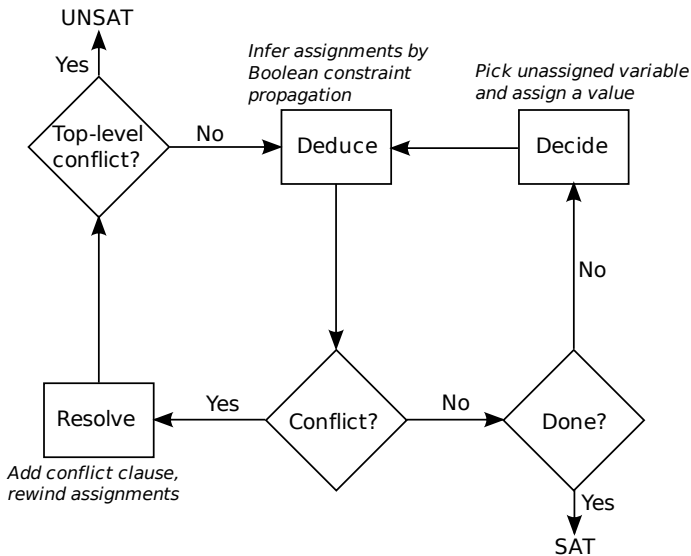 UNSAT
Yes
Infer assignments by
Boolean constraint
propagation
Pick unassigned variable
and assign a value
Top-level
conflict?
No
Deduce
Decide
No
Resolve
Yes
Conflict?
No
Done?
Add conflict clause,
rewind assignments
Yes
SAT